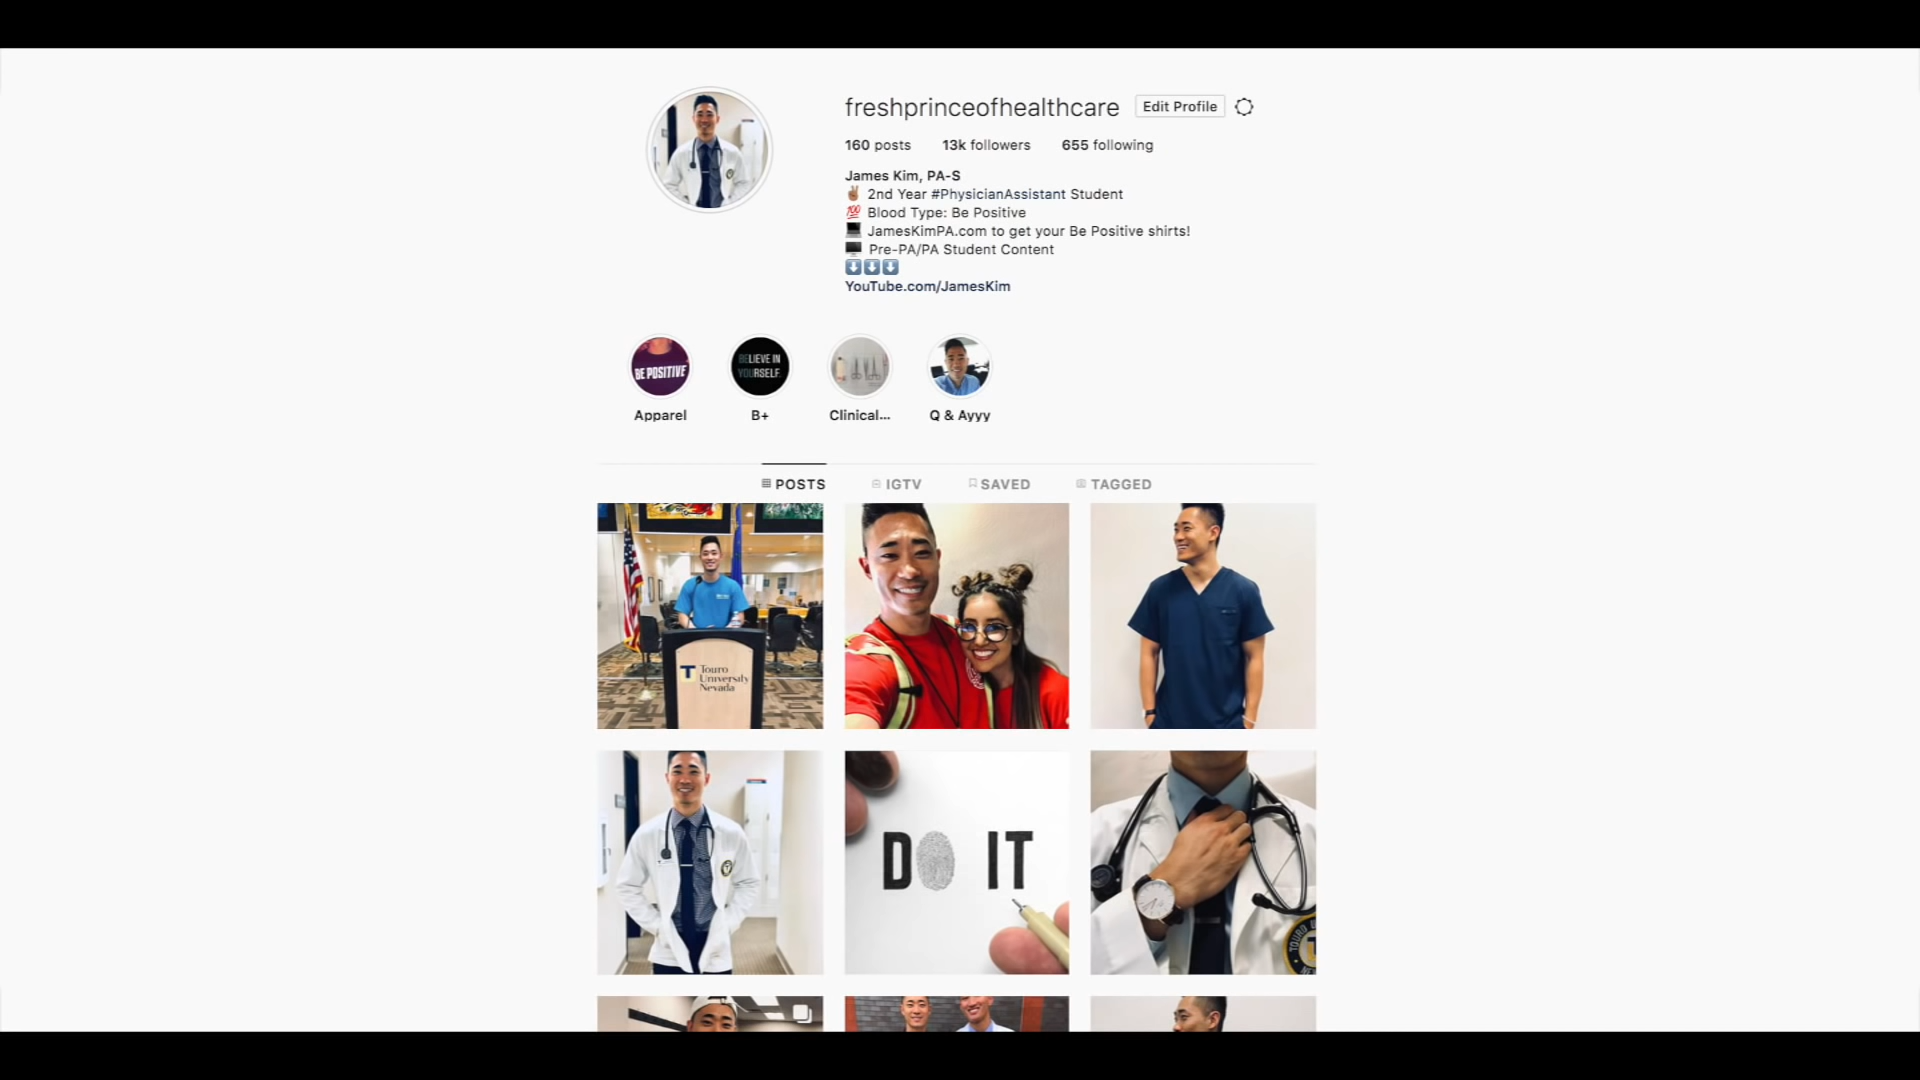 freshprinceofhealthcare Edit Profile
160 posts 13k followers 655 following
James Kim, PA-S
✌🏽 2nd Year #PhysicianAssistant Student
💯 Blood Type: Be Positive
💻 JamesKimPA.com to get your Be Positive shirts!
🖥 Pre-PA/PA Student Content
⬇️⬇️⬇️
YouTube.com/JamesKim
BE POSITIVE
BELIEVE IN
YOURSELF.
Apparel B+ Clinical... Q & Ayyy
POSTS IGTV SAVED TAGGED
T Touro
University
Nevada
DO IT
TOURO